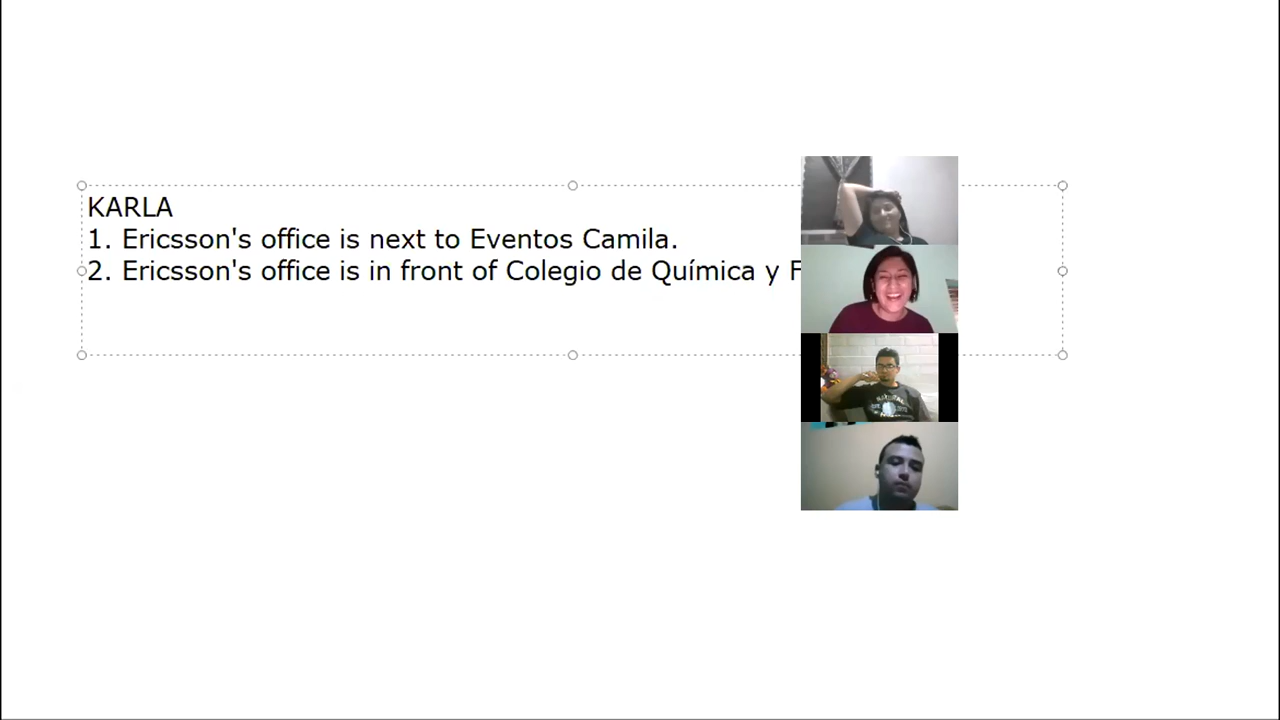 KARLA
1. Ericsson's office is next to Eventos Camila.
2. Ericsson's office is in front of Colegio de Química y F